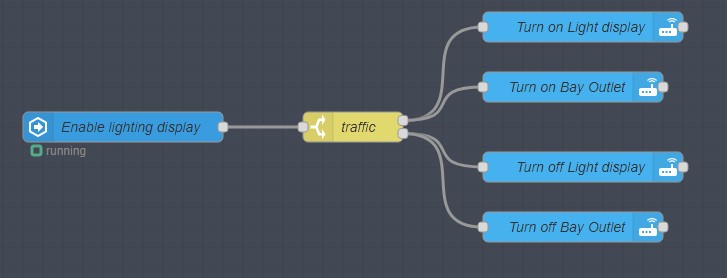 Turn on Light display
Turn on Bay Outlet
Enable lighting display
traffic
running
Turn off Light display
Turn off Bay Outlet